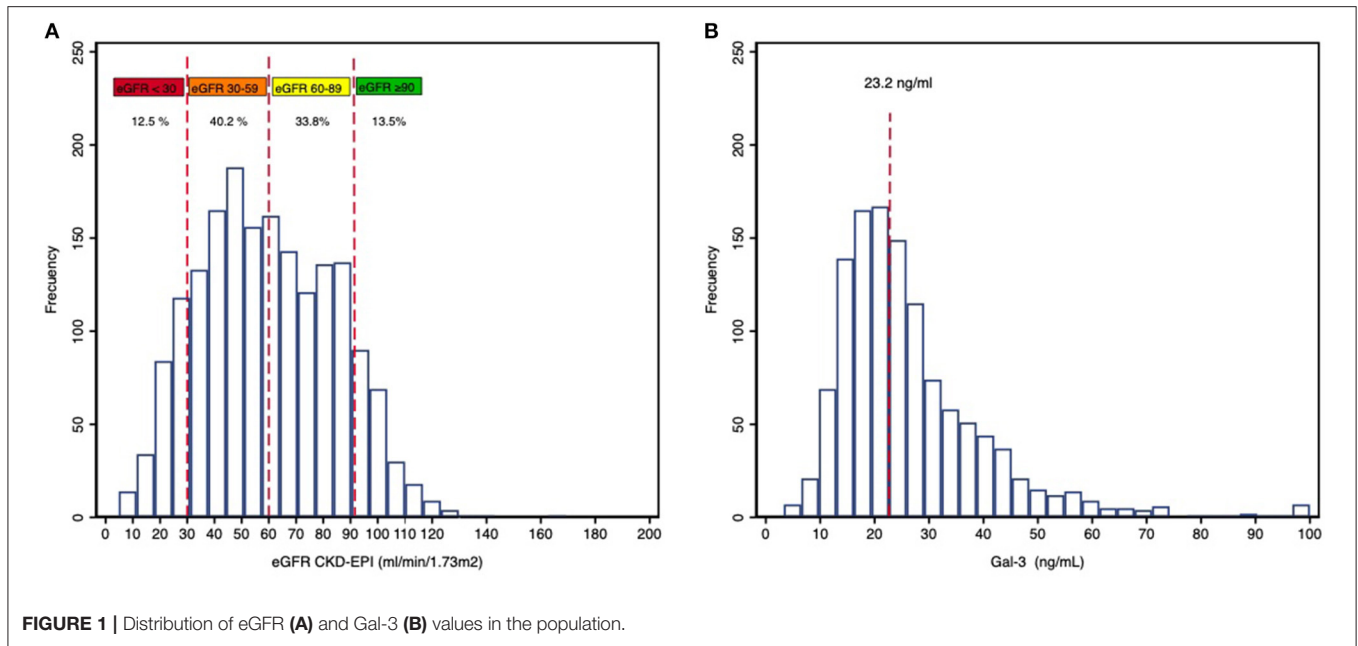 A
250
200
150
100
50
0
Frecuency
eGFR < 30 eGFR 30-59 eGFR 60-89 eGFR ≥90
12.5 % 40.2 % 33.8% 13.5%
0 10 20 30 40 50 60 70 80 90 100 110 120 140 160 180 200
eGFR CKD-EPI (ml/min/1.73m2)
B
250
200
150
100
50
0
Frecuency
23.2 ng/ml
0 10 20 30 40 50 60 70 80 90 100
Gal-3 (ng/mL)
FIGURE 1 | Distribution of eGFR (A) and Gal-3 (B) values in the population.